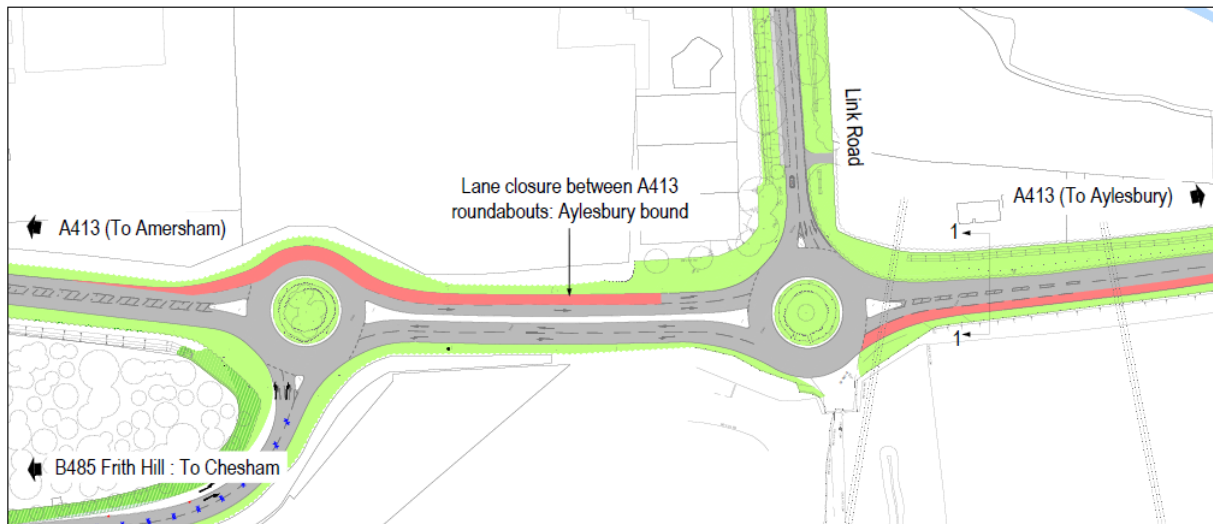 Link Road
Lane closure between A413
roundabouts: Aylesbury bound
A413 (To Aylesbury)
A413 (To Amersham)
1
1
B485 Frith Hill : To Chesham